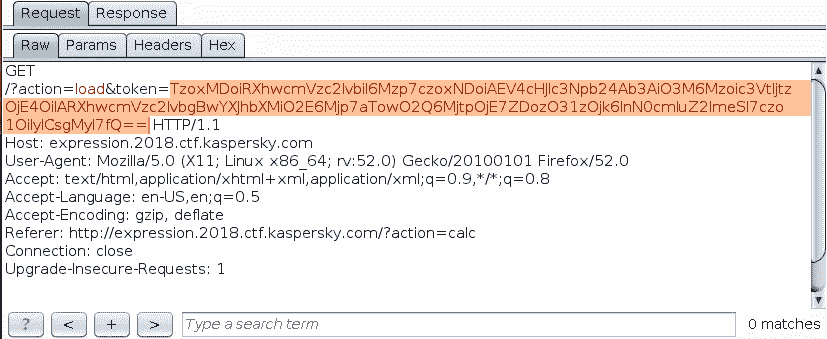 Request Response
Raw Params Headers Hex
GET
/?action=load&token=TzoxMDoiRXhwcmVzc2lvbiI6Mzp7czoxNDoiAEV4cHJlc3Npb24Ab3AiO3M6Mzoic3VtIjtz
OjE4OiIARXhwcmVzc2lvbgBwYXJhbXMiO2E6Mjp7aTowO2Q6MjtpOjE7ZDozO31zOjk6InN0cmluZ2lmeSI7czo
1OiIyICsgMyI7fQ== HTTP/1.1
Host: expression.2018.ctf.kaspersky.com
User-Agent: Mozilla/5.0 (X11; Linux x86_64; rv:52.0) Gecko/20100101 Firefox/52.0
Accept: text/html,application/xhtml+xml,application/xml;q=0.9,*/*;q=0.8
Accept-Language: en-US,en;q=0.5
Accept-Encoding: gzip, deflate
Referer: http://expression.2018.ctf.kaspersky.com/?action=calc
Connection: close
Upgrade-Insecure-Requests: 1
? < + > Type a search term 0 matches